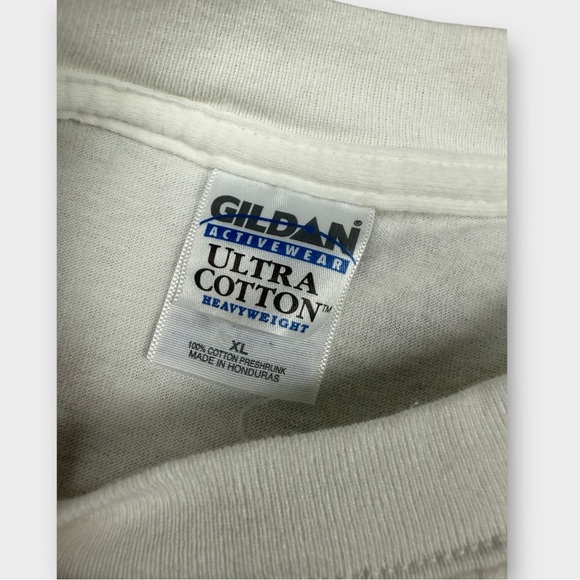 GILDAN®
ACTIVEWEAR
ULTRA
COTTON™
HEAVYWEIGHT
XL
100% COTTON PRESHRUNK
MADE IN HONDURAS